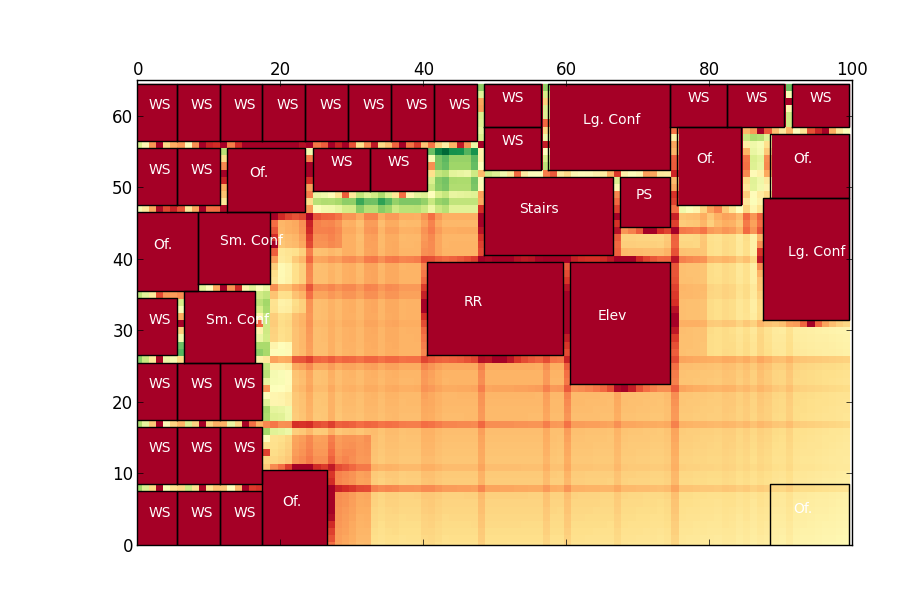 0 20 40 60 80 100
60 WS WS WS WS WS WS WS WS WS Lg. Conf WS WS WS
WS
50 WS WS Of. WS WS Of. Of.
Stairs PS
40 Of. Sm. Conf Lg. Conf
30 WS Sm. Conf RR Elev
20 WS WS WS
10 WS WS WS
0 WS WS WS Of. Of.